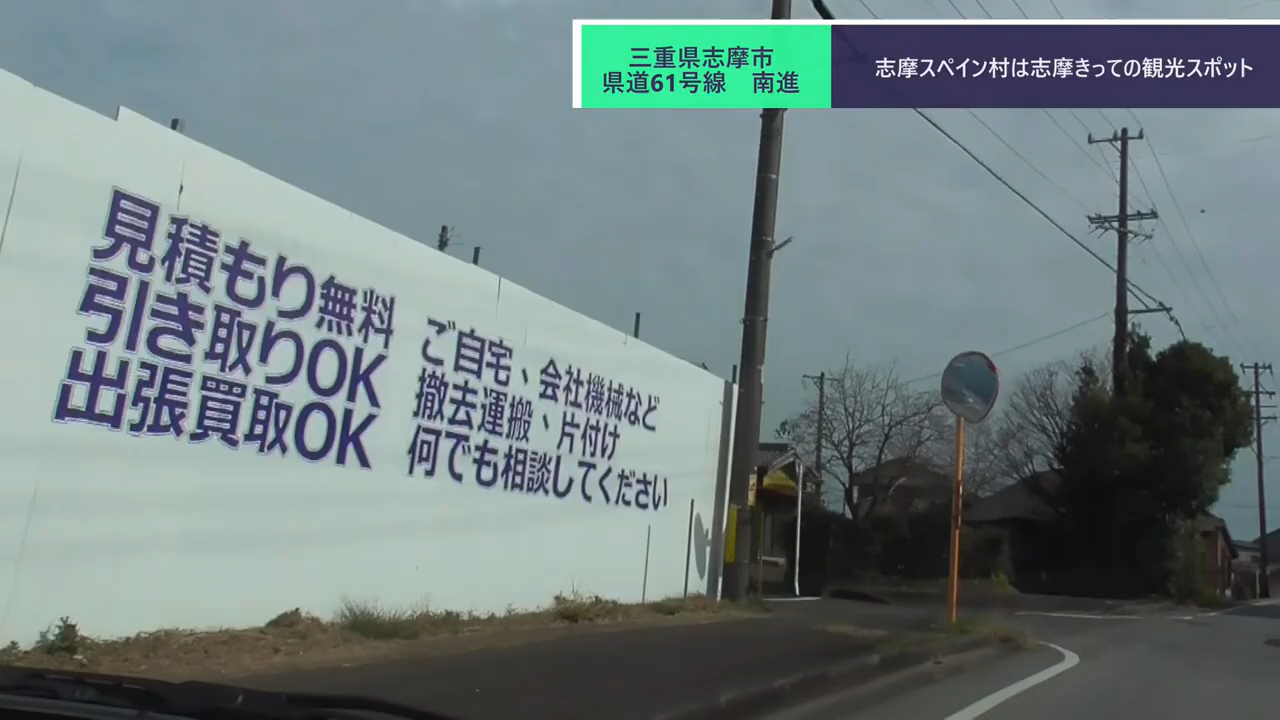 三重県志摩市
県道61号線　南進
志摩スペイン村は志摩きっての観光スポット
見積もり無料
引き取りOK
出張買取OK
ご自宅、会社機械など
撤去運搬、片付け
何でも相談してください